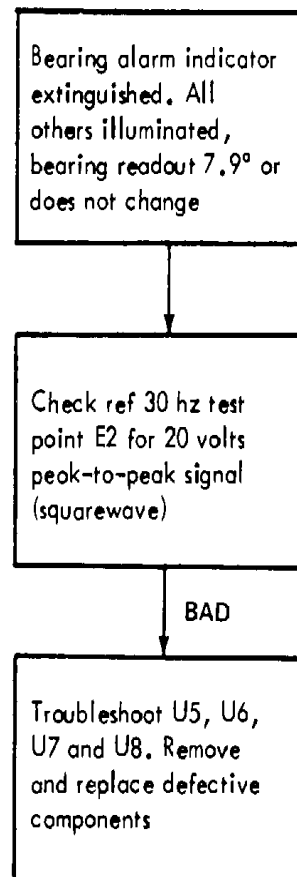 Bearing alarm indicator
extinguished. All
others illuminated,
bearing readout 7.9° or
does not change
Check ref 30 hz test
point E2 for 20 volts
peok-to-peak signal
(squarewave)
BAD
Troubleshoot U5, U6,
U7 and U8. Remove
and replace defective
components